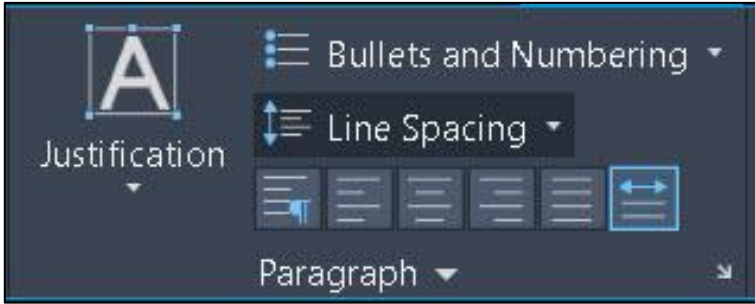 Bullets and Numbering
Line Spacing
Justification
Paragraph